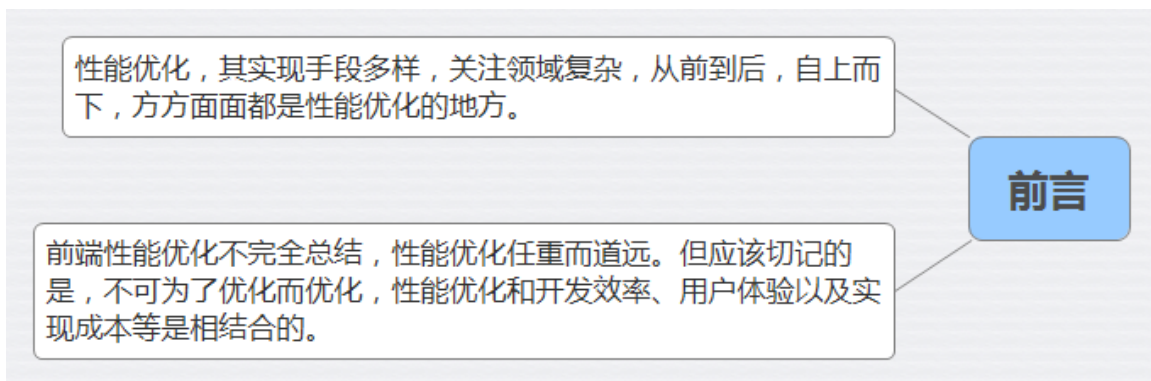 性能优化，其实现手段多样，关注领域复杂，从前到后，自上而
下，方方面面都是性能优化的地方。
前言
前端性能优化不完全总结，性能优化任重而道远。但应该切记的
是，不可为了优化而优化，性能优化和开发效率、用户体验以及实
现成本等是相结合的。